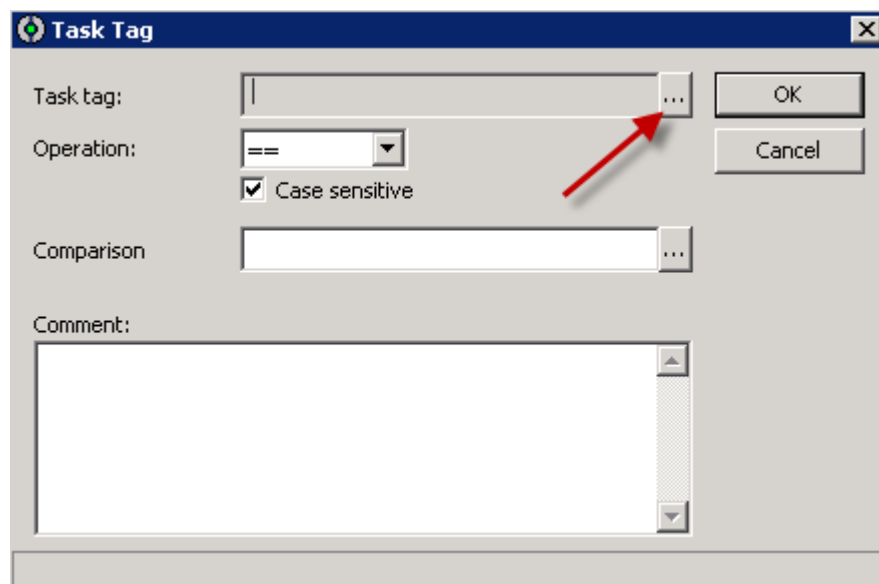 Task Tag
Task tag: ... OK
Operation: == Cancel
Case sensitive
Comparison ...
Comment: